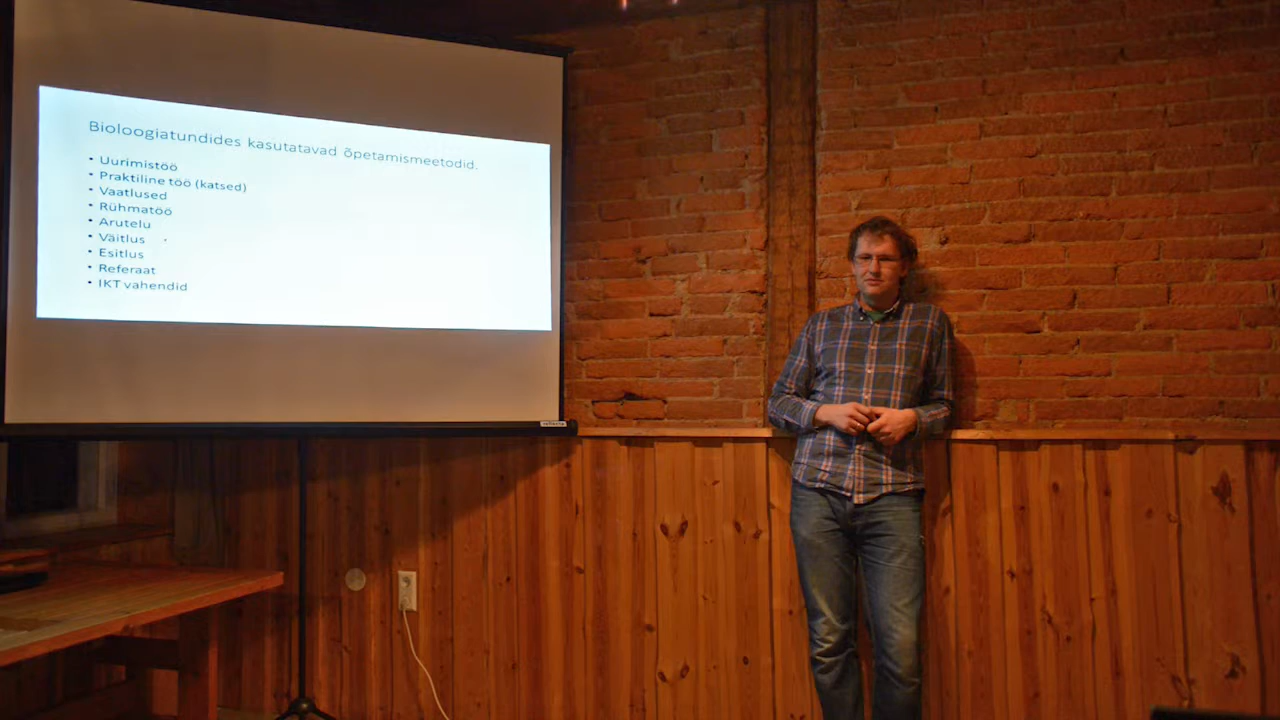 Bioloogiatundides kasutatavad õpetamismeetodid.
• Uurimistöö
• Praktiline töö (katsed)
• Vaatlused
• Rühmatöö
• Arutelu
• Väitlus
• Esitlus
• Referaat
• IKT vahendid